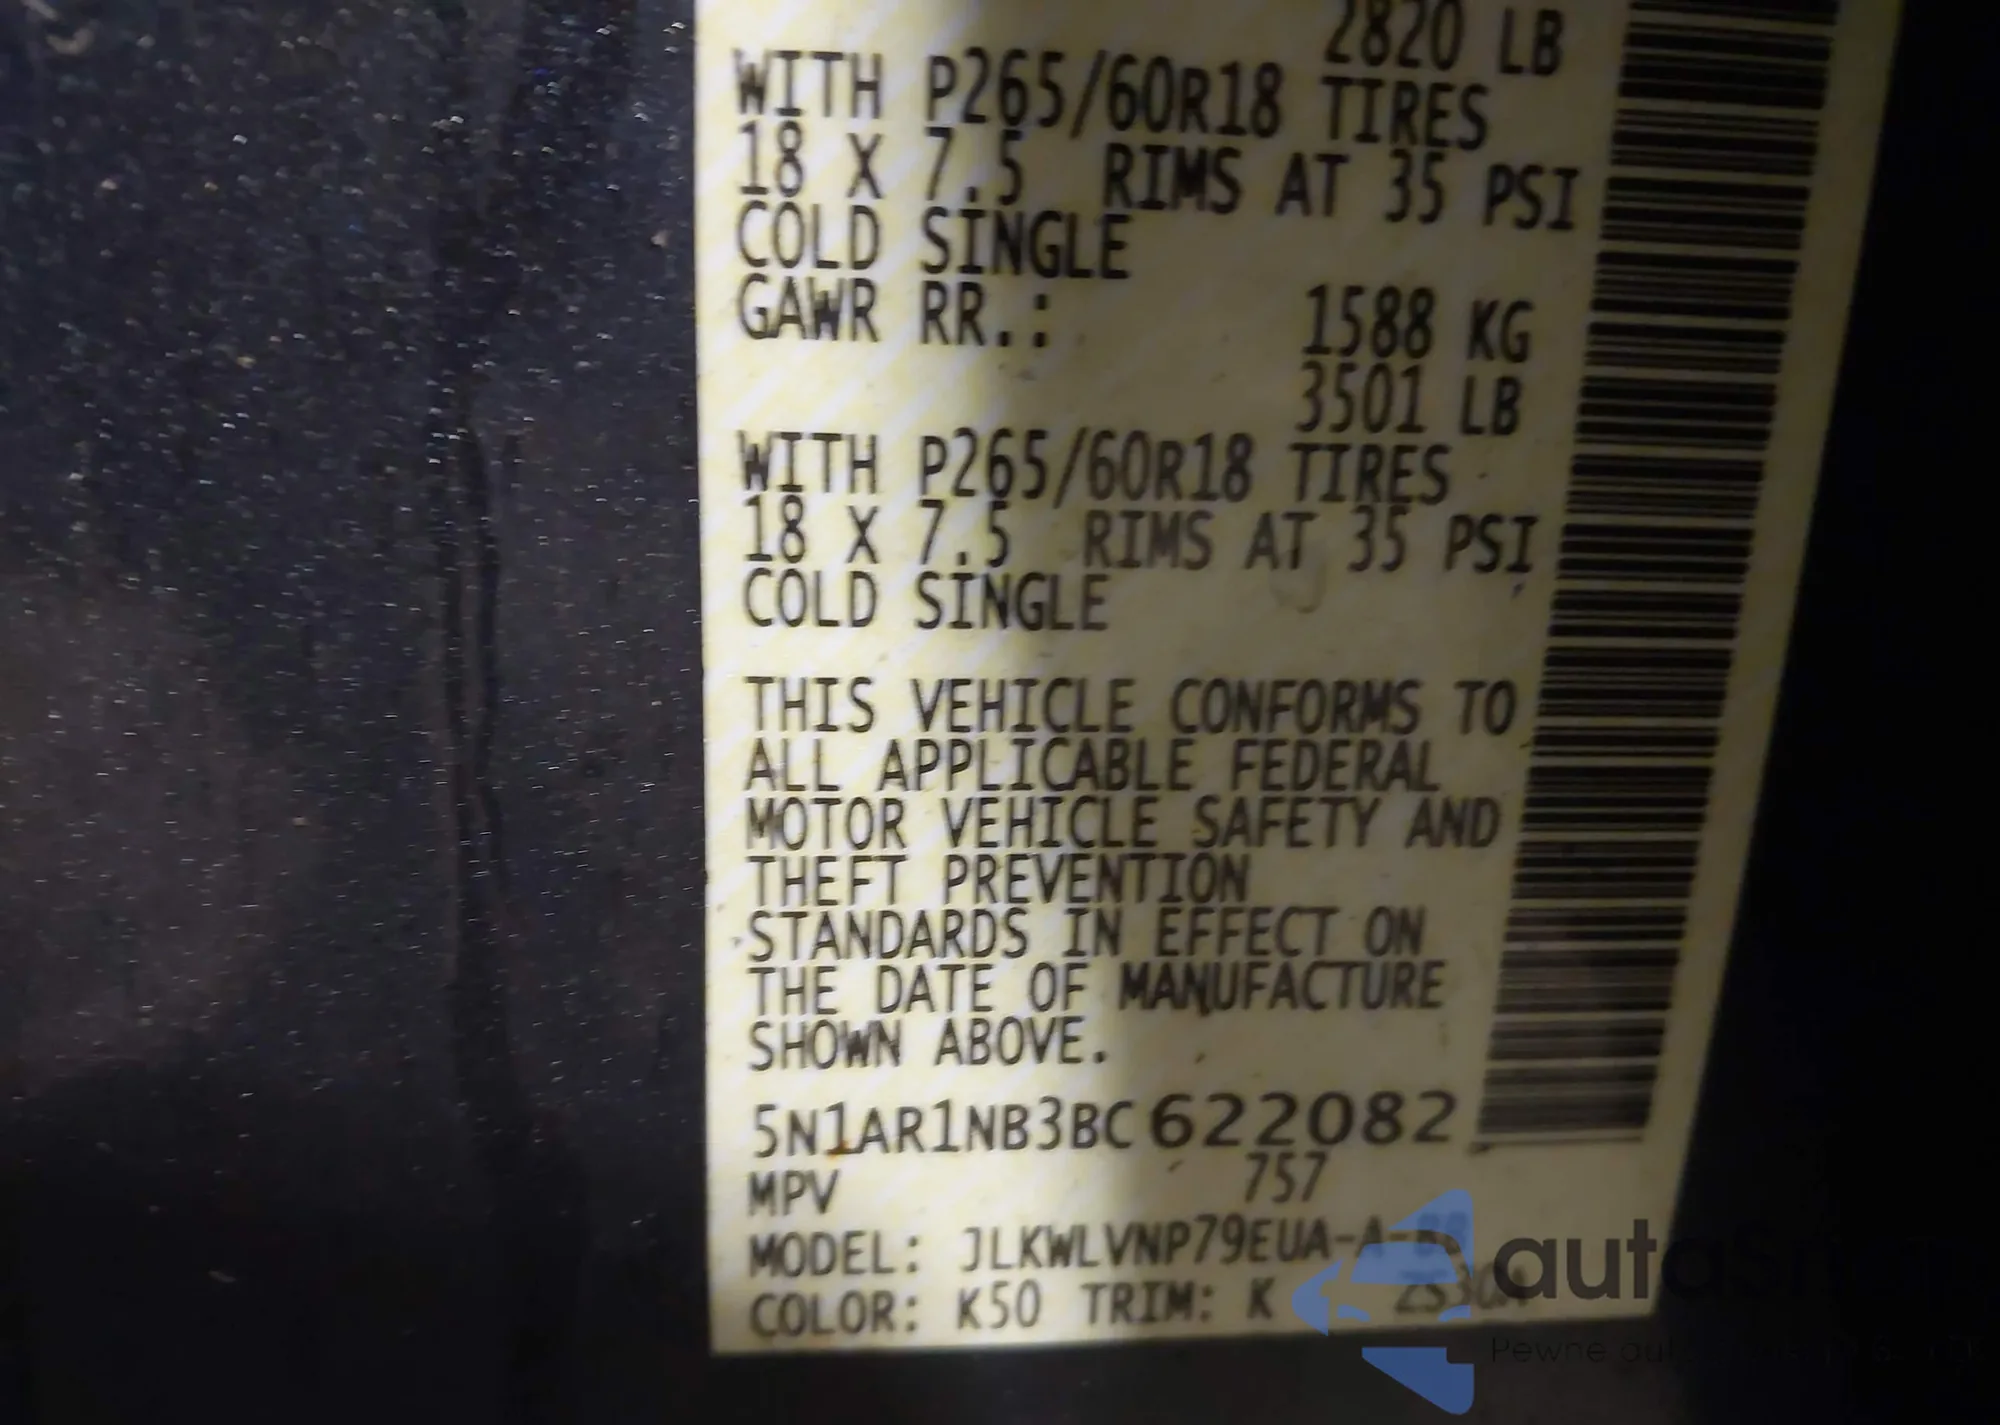 2820 LB
WITH P265/60R18 TIRES
18 X 7.5 RIMS AT 35 PSI
COLD SINGLE
GAWR RR.: 1588 KG
3501 LB
WITH P265/60R18 TIRES
18 X 7.5 RIMS AT 35 PSI
COLD SINGLE
THIS VEHICLE CONFORMS TO
ALL APPLICABLE FEDERAL
MOTOR VEHICLE SAFETY AND
THEFT PREVENTION
STANDARDS IN EFFECT ON
THE DATE OF MANUFACTURE
SHOWN ABOVE.
5N1AR1NB3BC622082
MPV 757
MODEL: JLKWLVNP79EUA-A-
COLOR: K50 TRIM: K
Pewne